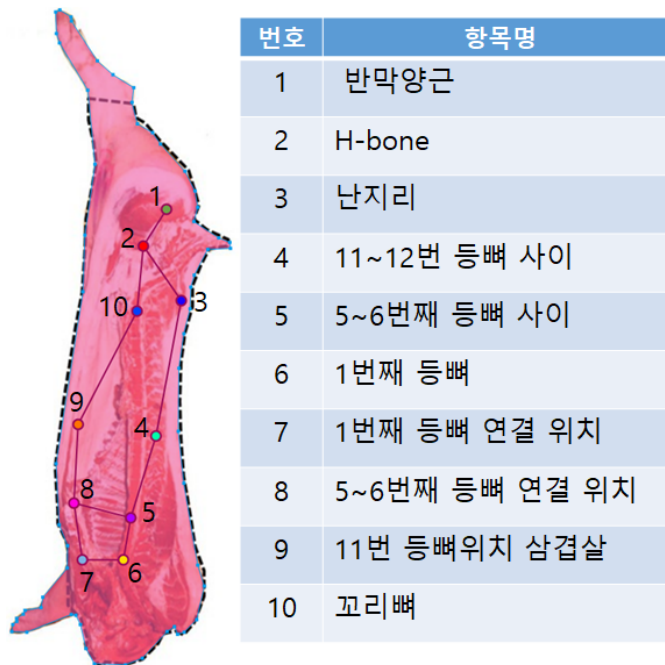 번호 항목명
1 반막양근
2 H-bone
3 난지리
4 11~12번 등뼈 사이
5 5~6번째 등뼈 사이
6 1번째 등뼈
7 1번째 등뼈 연결 위치
8 5~6번째 등뼈 연결 위치
9 11번 등뼈위치 삼겹살
10 꼬리뼈
1
2
3
10
9
4
8
5
7
6